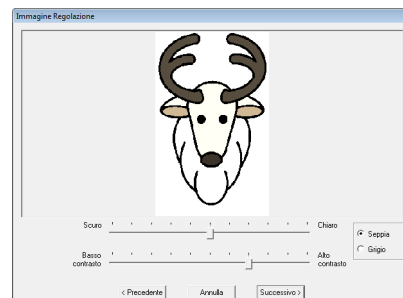 Immagine Regolazione
Scuro Chiaro
Basso contrasto Alto contrasto
Seppia
Grigio
< Precedente Annulla Successivo >